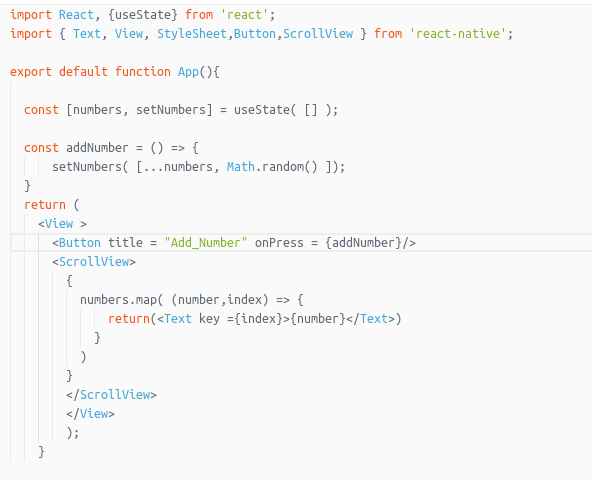 import React, {useState} from 'react';
import { Text, View, StyleSheet,Button,ScrollView } from 'react-native';
export default function App(){
const [numbers, setNumbers] = useState( [] );
const addNumber = () => {
setNumbers( [...numbers, Math.random() ]);
}
return (
<View >
<Button title = "Add_Number" onPress = {addNumber}/>
<ScrollView>
{
numbers.map( (number,index) => {
return(<Text key ={index}>{number}</Text>)
}
)
}
</ScrollView>
</View>
);
}